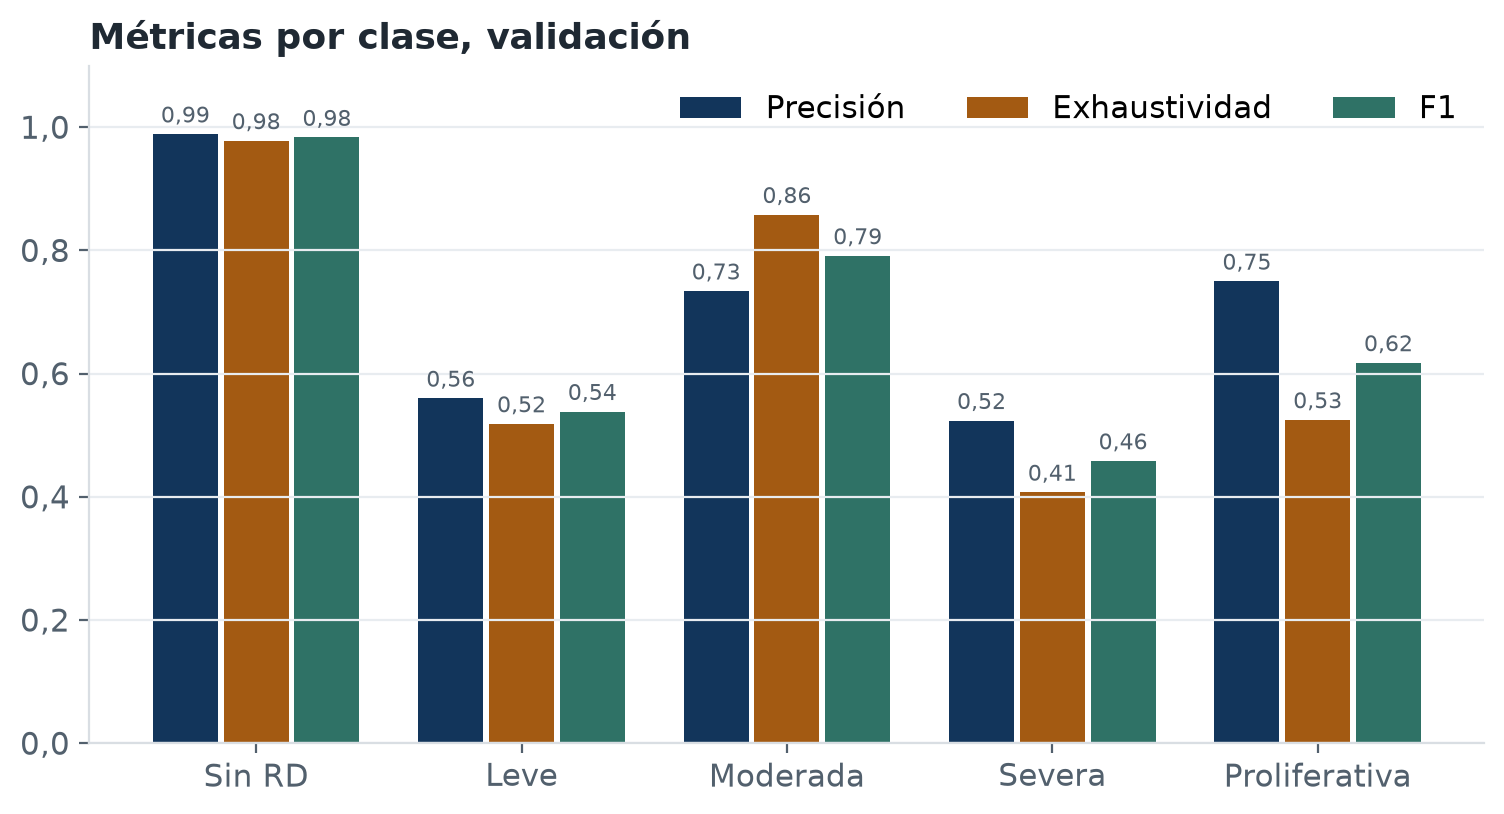 Métricas por clase, validación
Precisión Exhaustividad F1
1,0
0,8
0,6
0,4
0,2
0,0
0,99 0,98 0,98
0,56 0,52 0,54
0,73 0,86 0,79
0,52 0,41 0,46
0,75 0,53 0,62
Sin RD Leve Moderada Severa Proliferativa